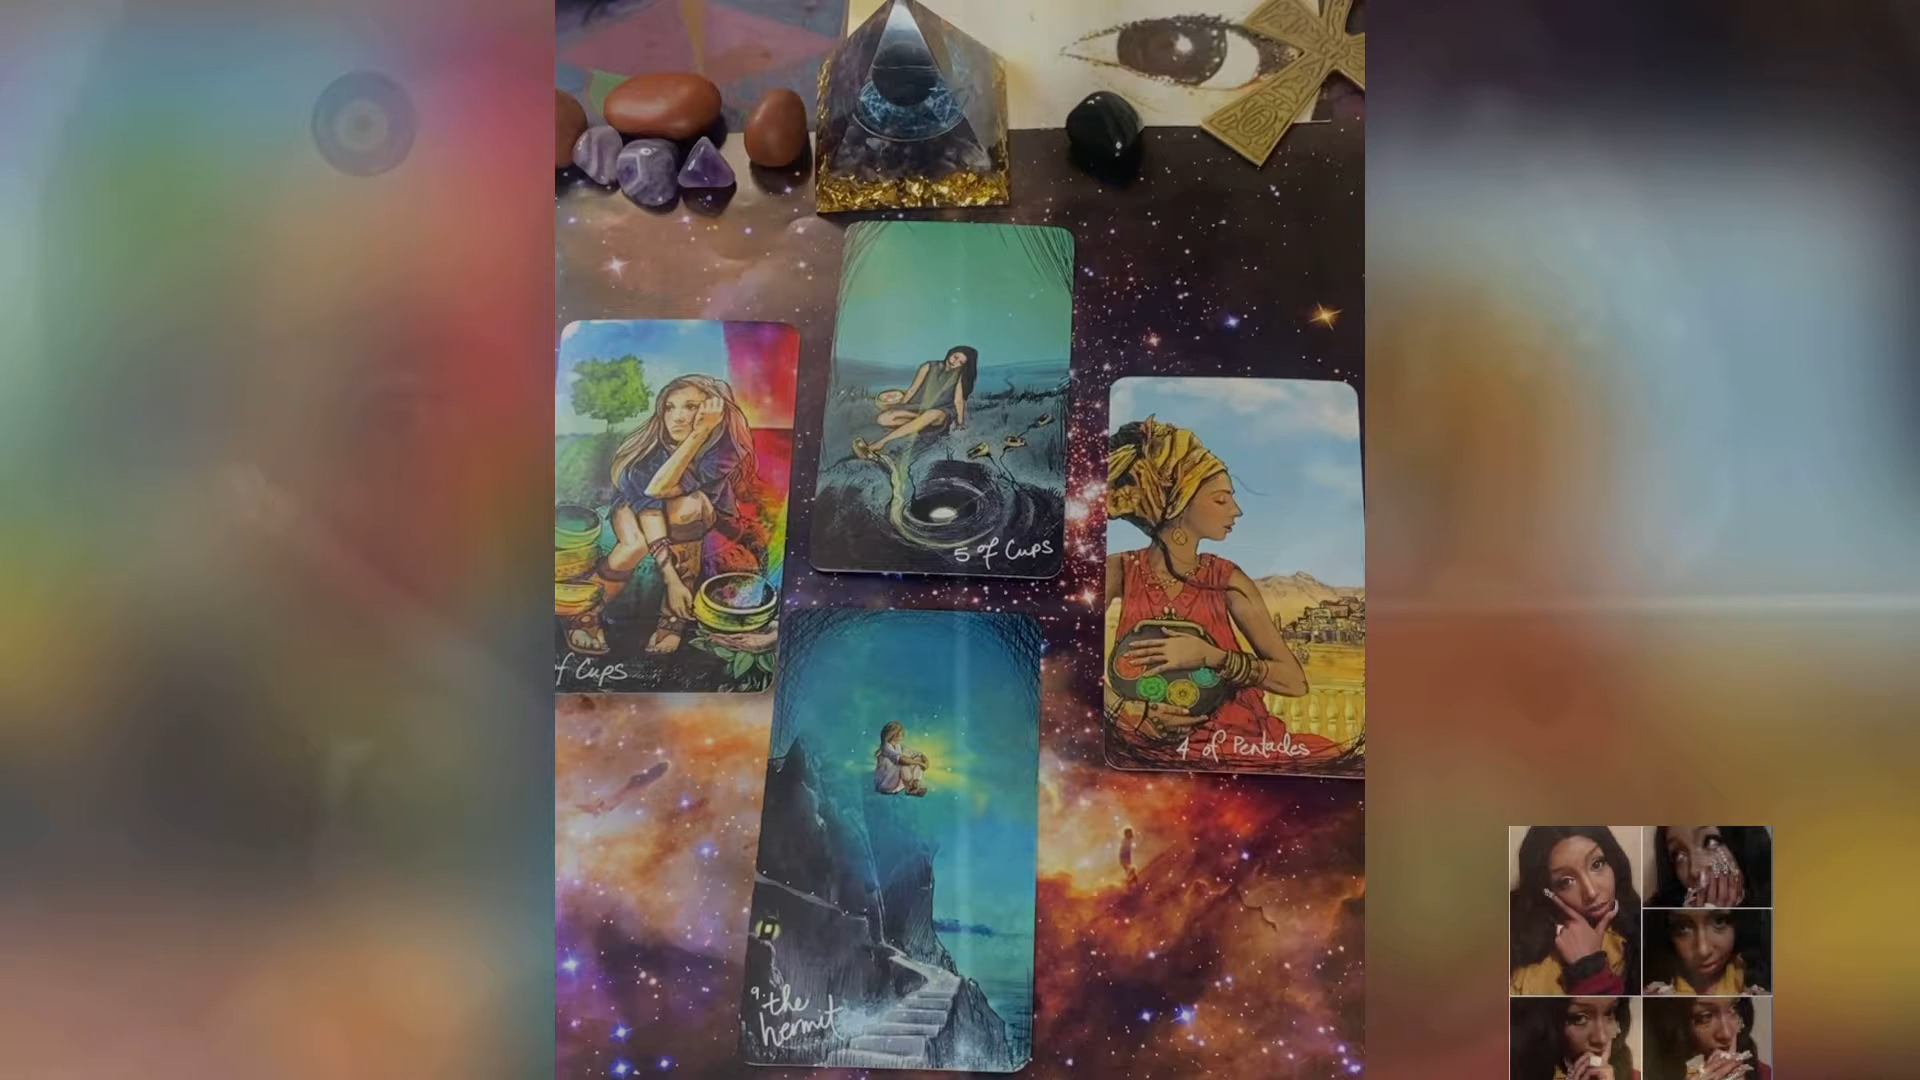 5 of Cups
f Cups
4 of Pentacles
9.
the
hermit